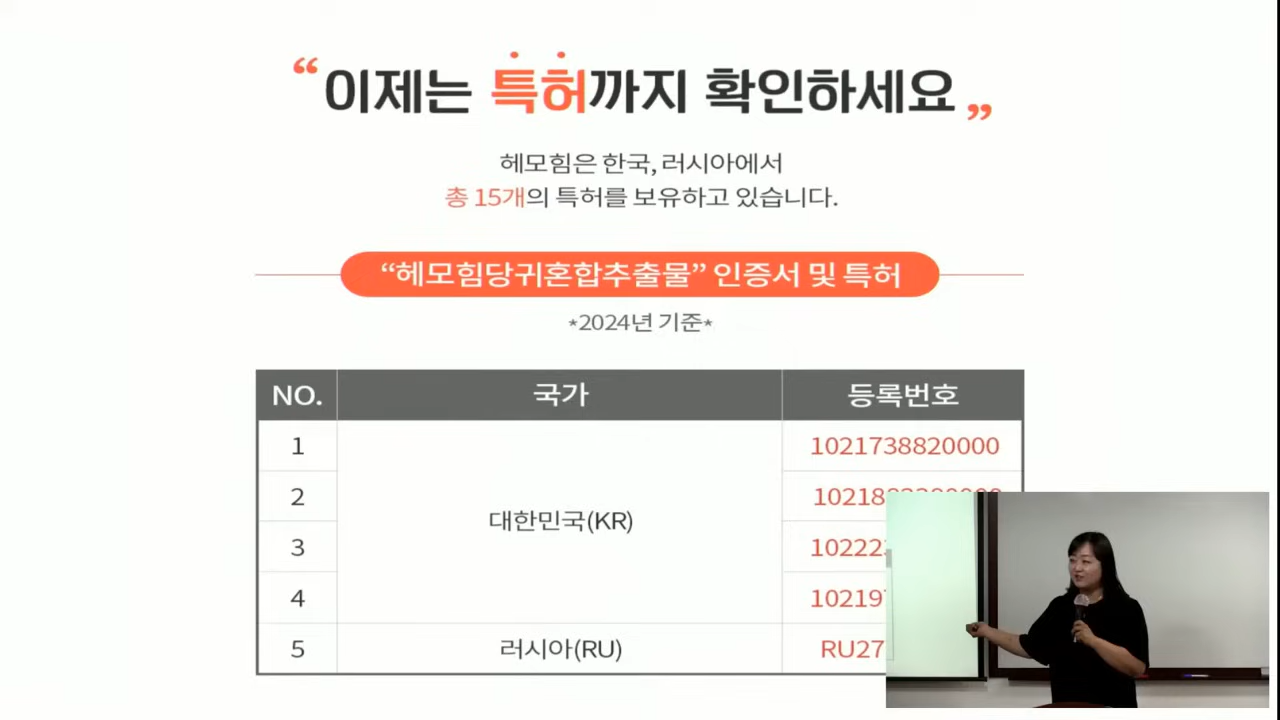 “이제는 특허까지 확인하세요”
헤모힘은 한국, 러시아에서
총 15개의 특허를 보유하고 있습니다.
“헤모힘당귀혼합추출물” 인증서 및 특허
*2024년 기준*
NO. 국가 등록번호
1 1021738820000
2
3
대한민국(KR)
4
5 러시아(RU)